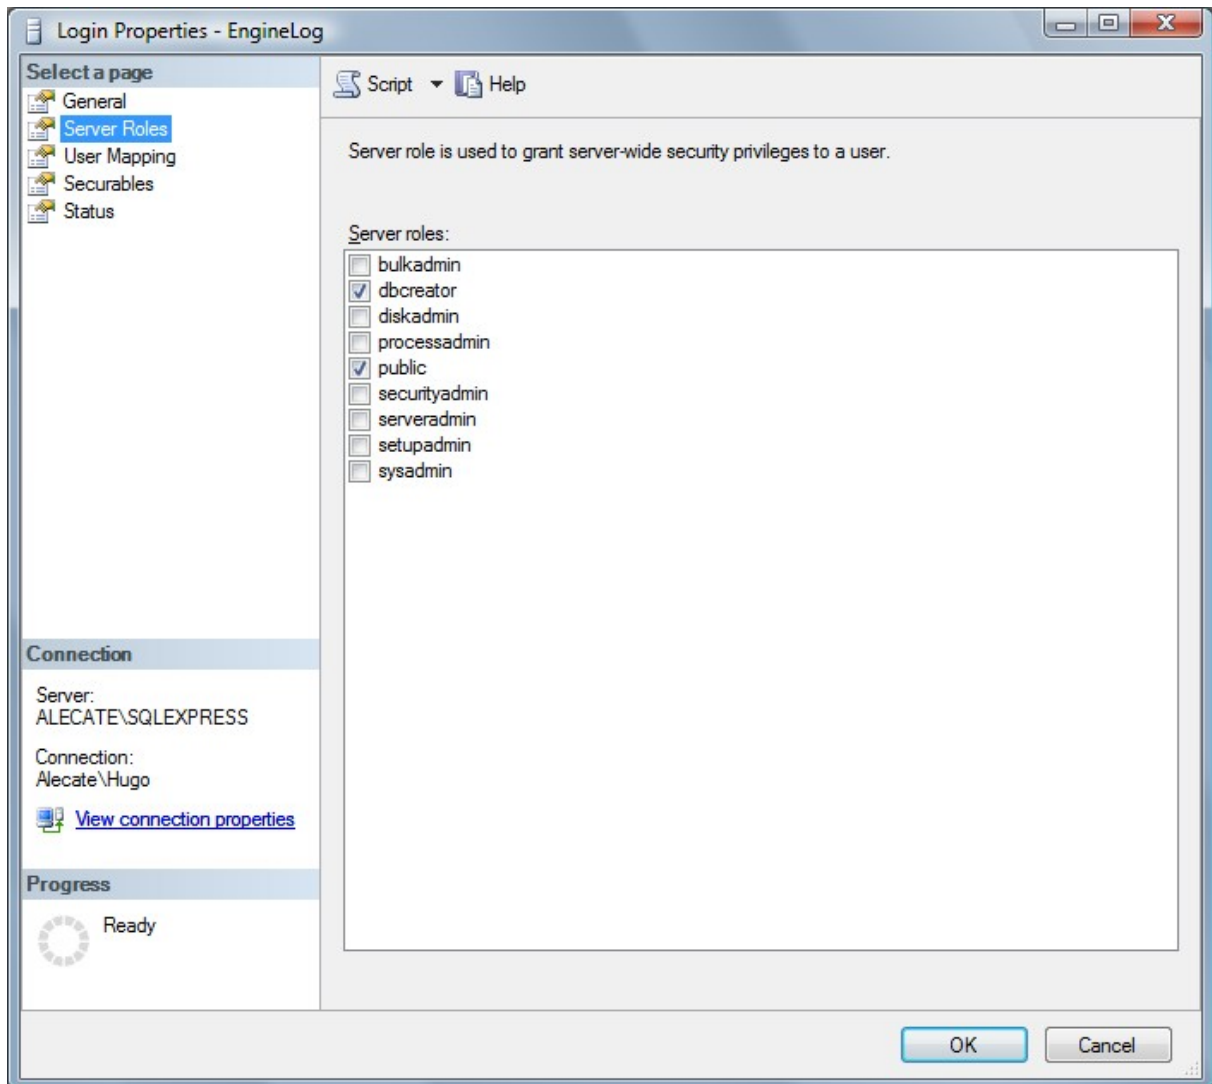 Login Properties - EngineLog
Select a page
General
Server Roles
User Mapping
Securables
Status
Script
Help
Server role is used to grant server-wide security privileges to a user.
Server roles:
bulkadmin
dbcreator
diskadmin
processadmin
public
securityadmin
serveradmin
setupadmin
sysadmin
Connection
Server:
ALECATE\SQLEXPRESS
Connection:
Alecate\Hugo
View connection properties
Progress
Ready
OK
Cancel